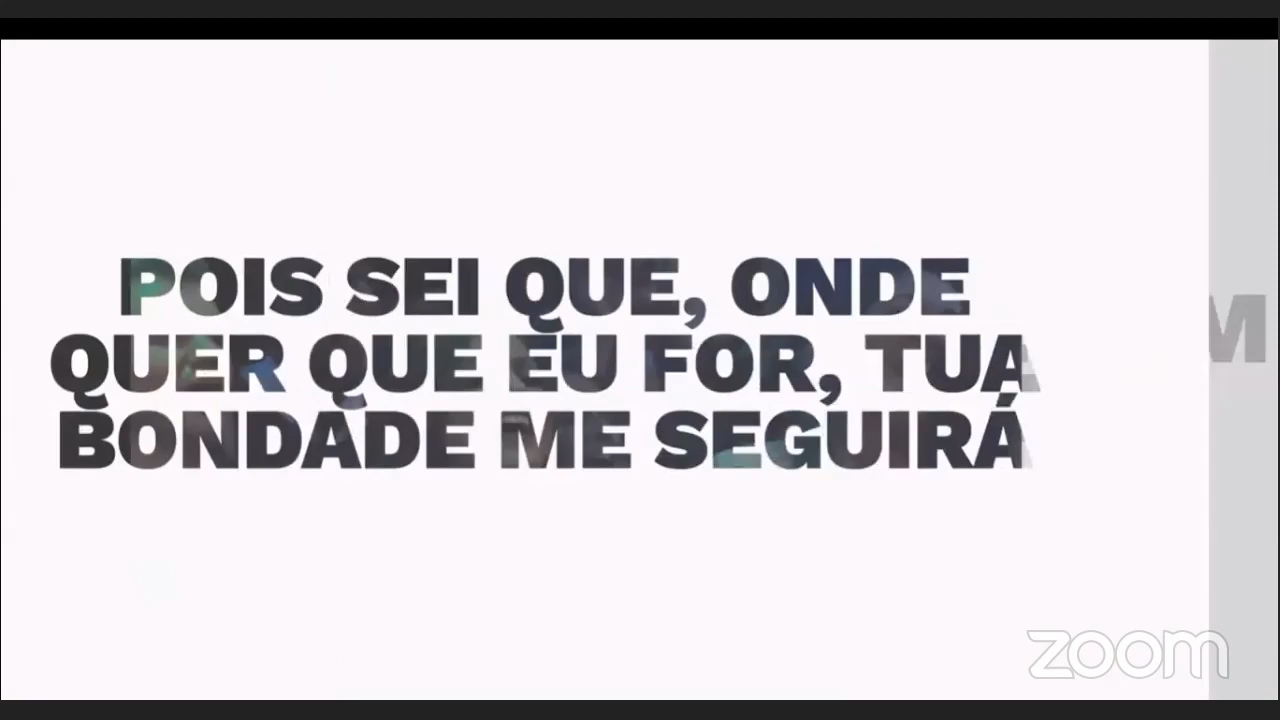 POIS SEI QUE, ONDE
QUER QUE EU FOR, TUA
BONDADE ME SEGUIRÁ
M
zoom